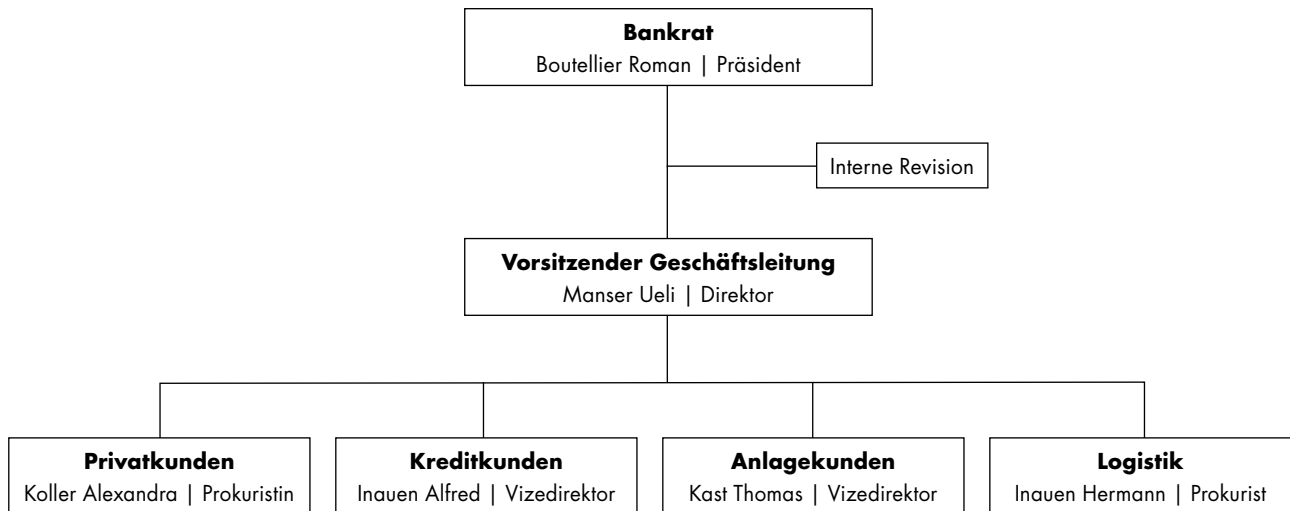 Bankrat
Boutellier Roman | Präsident
Interne Revision
Vorsitzender Geschäftsleitung
Manser Ueli | Direktor
Privatkunden
Koller Alexandra | Prokuristin
Kreditkunden
Inauen Alfred | Vizedirektor
Anlagekunden
Kast Thomas | Vizedirektor
Logistik
Inauen Hermann | Prokurist